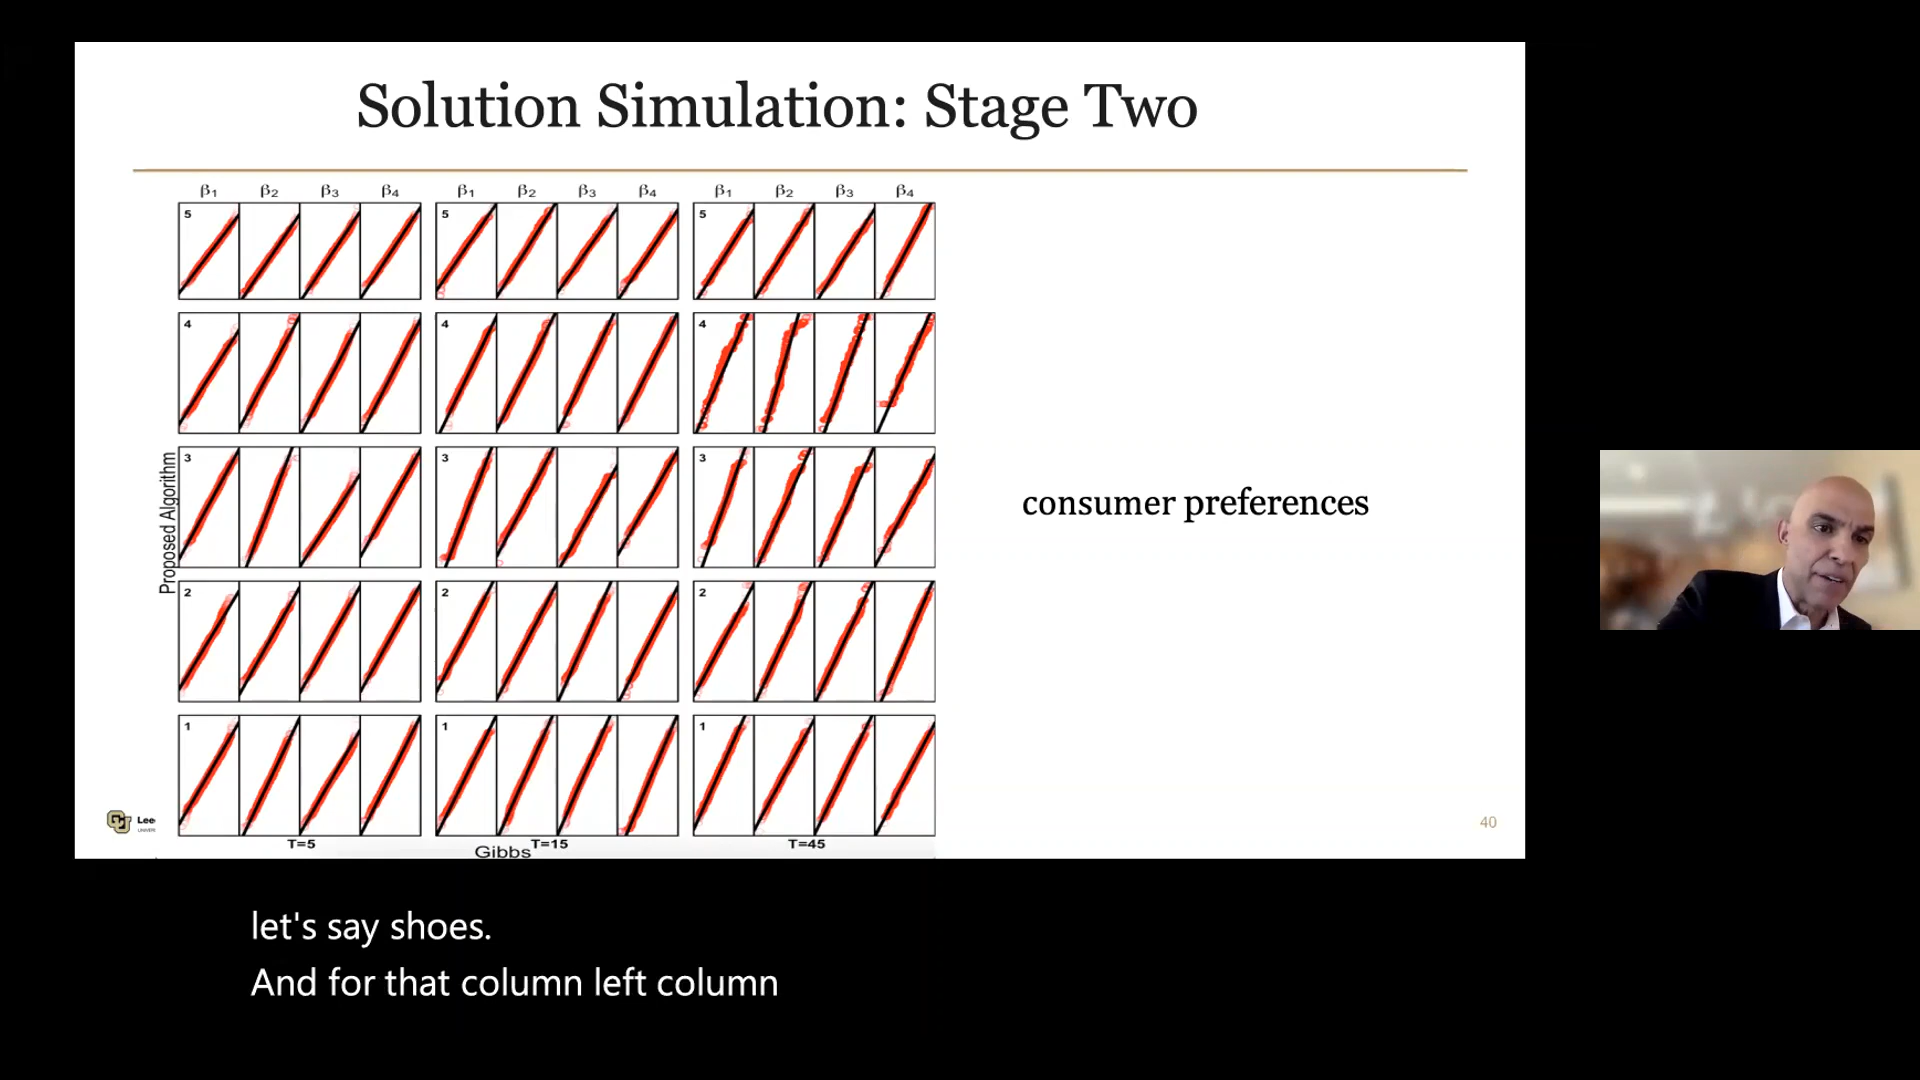 Solution Simulation: Stage Two
β1 β2 β3 β4 β1 β2 β3 β4 β1 β2 β3 β4
5 5 5
4 4 4
3 3 3
2 2 2
1 1 1
Proposed Algorithm
T=5 T=15 T=45
Gibbs
consumer preferences
Lee
UNIVERS
40
let's say shoes.
And for that column left column